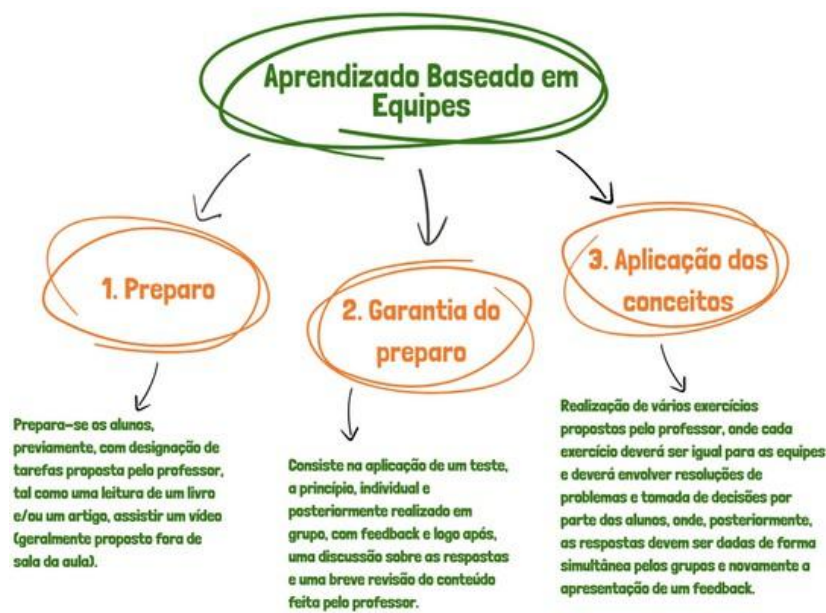 Aprendizado Baseado em
Equipes
1. Preparo
2. Garantia do
preparo
3. Aplicação dos
conceitos
Prepara-se os alunos,
previamente, com designação de
tarefas proposta pelo professor,
tal como uma leitura de um livro
e/ou um artigo, assistir um vídeo
(geralmente proposto fora de
sala da aula).
Consiste na aplicação de um teste,
a princípio, individual e
posteriormente realizado em
grupo, com feedback e logo após,
uma discussão sobre as respostas
e uma breve revisão do conteúdo
feita pelo professor.
Realização de vários exercícios
propostos pelo professor, onde cada
exercício deverá ser igual para as equipes
e deverá envolver resoluções de
problemas e tomada de decisões por
parte dos alunos, onde, posteriormente,
as respostas devem ser dadas de forma
simultânea pelos grupos e novamente a
apresentação de um feedback.